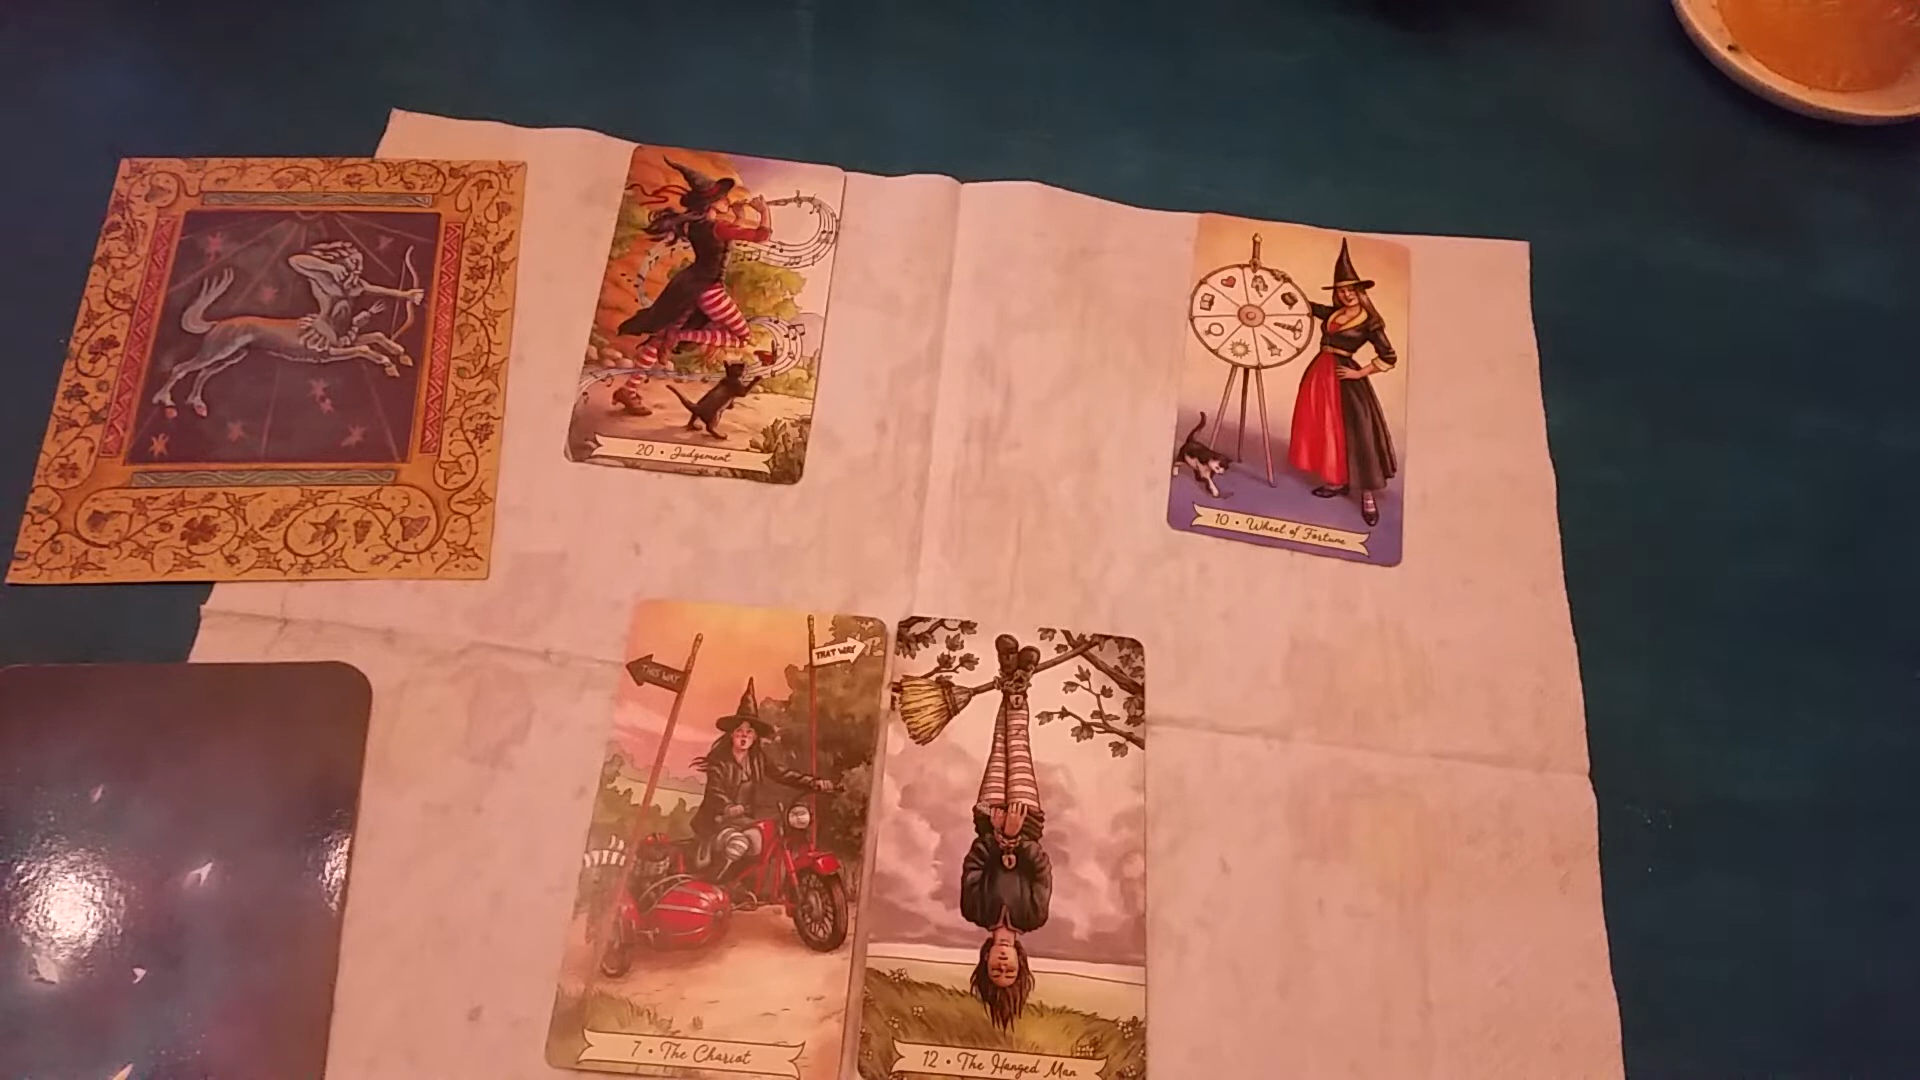 20 • Judgement
10 • Wheel of Fortune
THIS WAY
THAT WAY
7 • The Chariot
12 • The Hanged Man